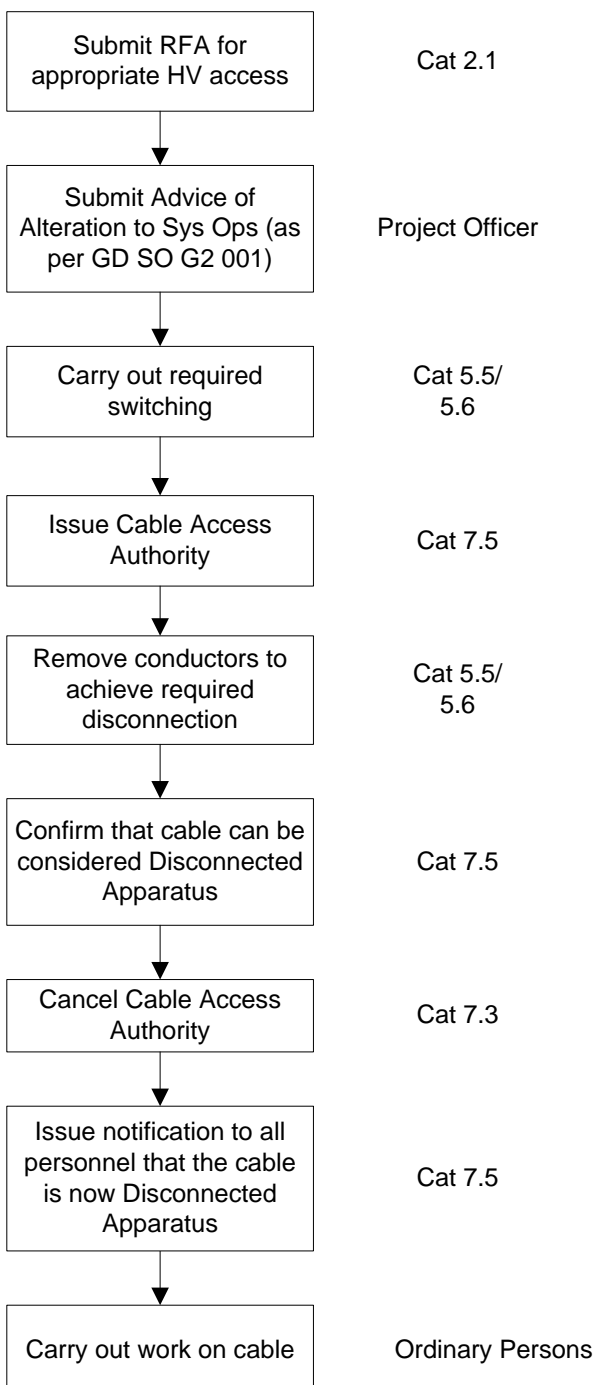 Submit RFA for
appropriate HV access
Cat 2.1
Submit Advice of
Alteration to Sys Ops (as
per GD SO G2 001)
Project Officer
Carry out required
switching
Cat 5.5/
5.6
Issue Cable Access
Authority
Cat 7.5
Remove conductors to
achieve required
disconnection
Cat 5.5/
5.6
Confirm that cable can be
considered Disconnected
Apparatus
Cat 7.5
Cancel Cable Access
Authority
Cat 7.3
Issue notification to all
personnel that the cable
is now Disconnected
Apparatus
Cat 7.5
Carry out work on cable
Ordinary Persons